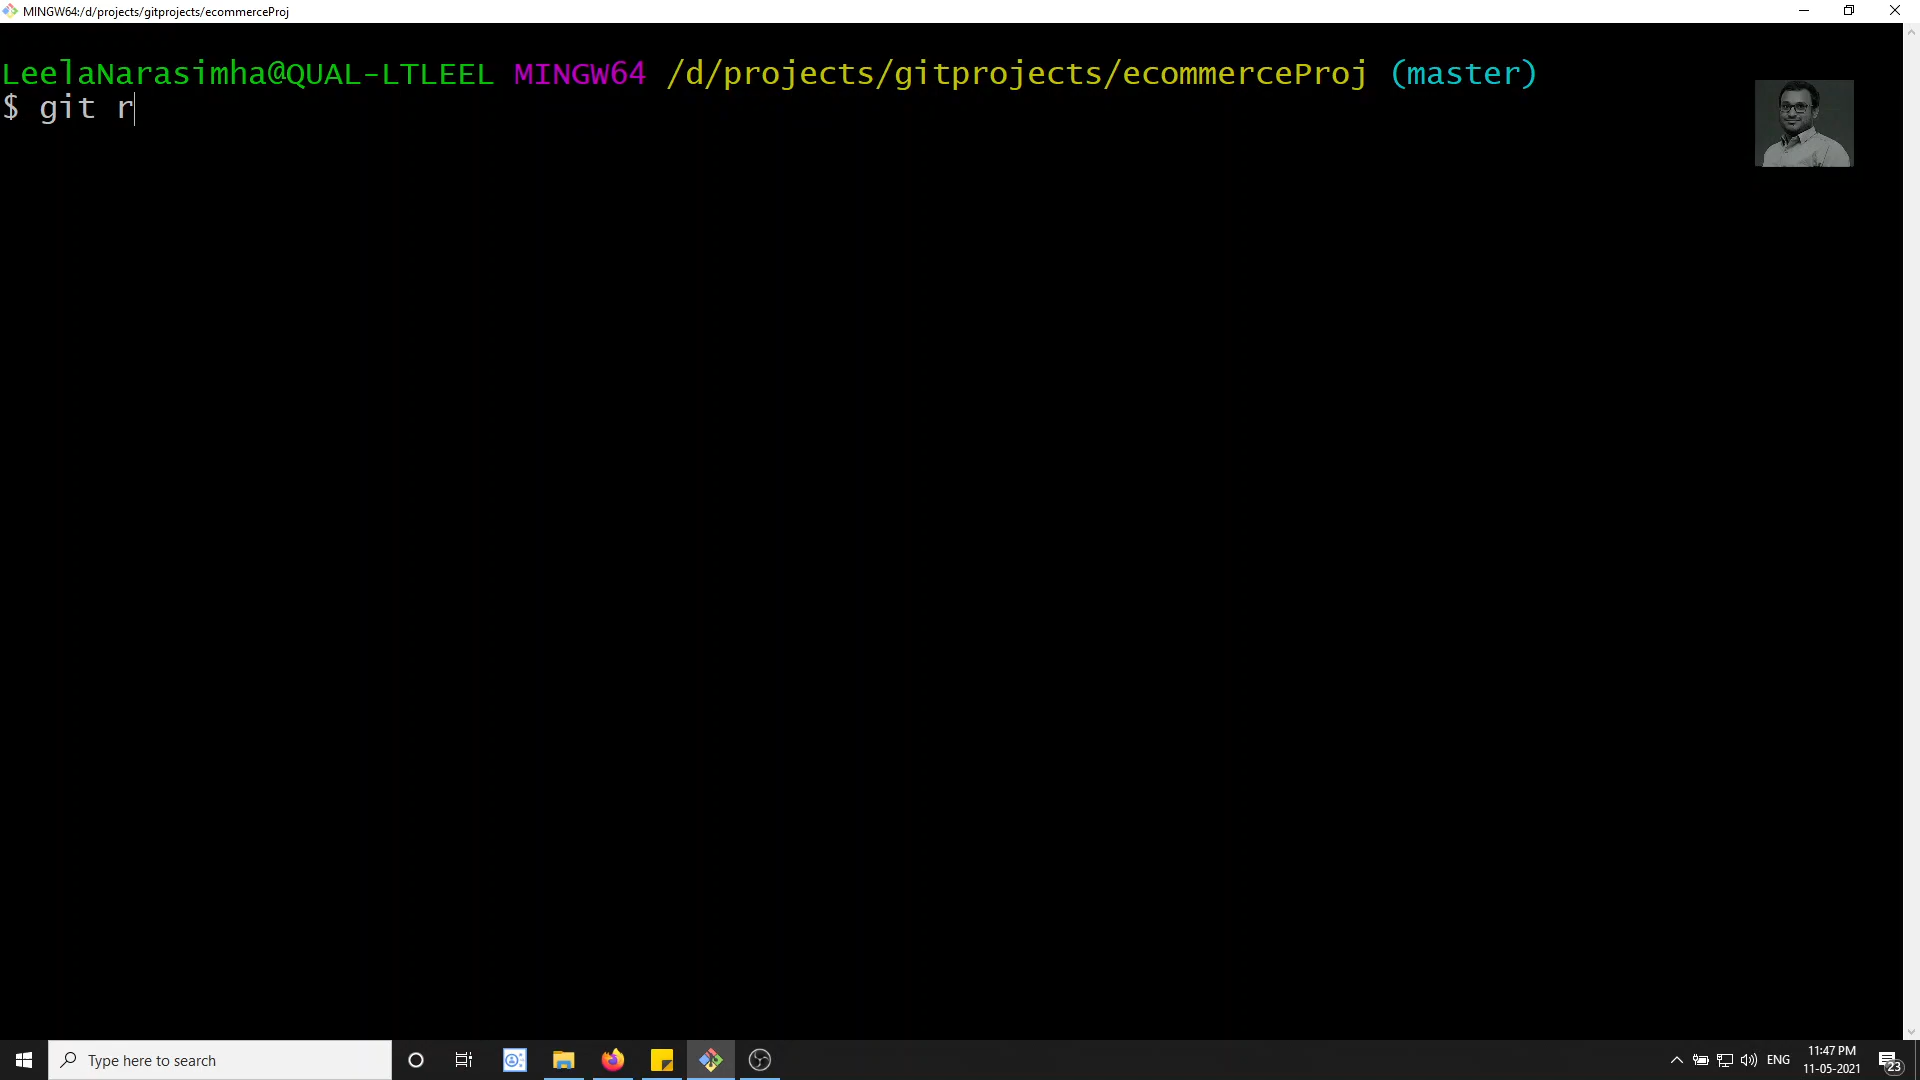 MINGW64:/d/projects/gitprojects/ecommerceProj
LeelaNarasimha@QUAL-LTLEEL MINGW64 /d/projects/gitprojects/ecommerceProj (master)
$ git r
Type here to search
ENG
11:47 PM
11-05-2021
23